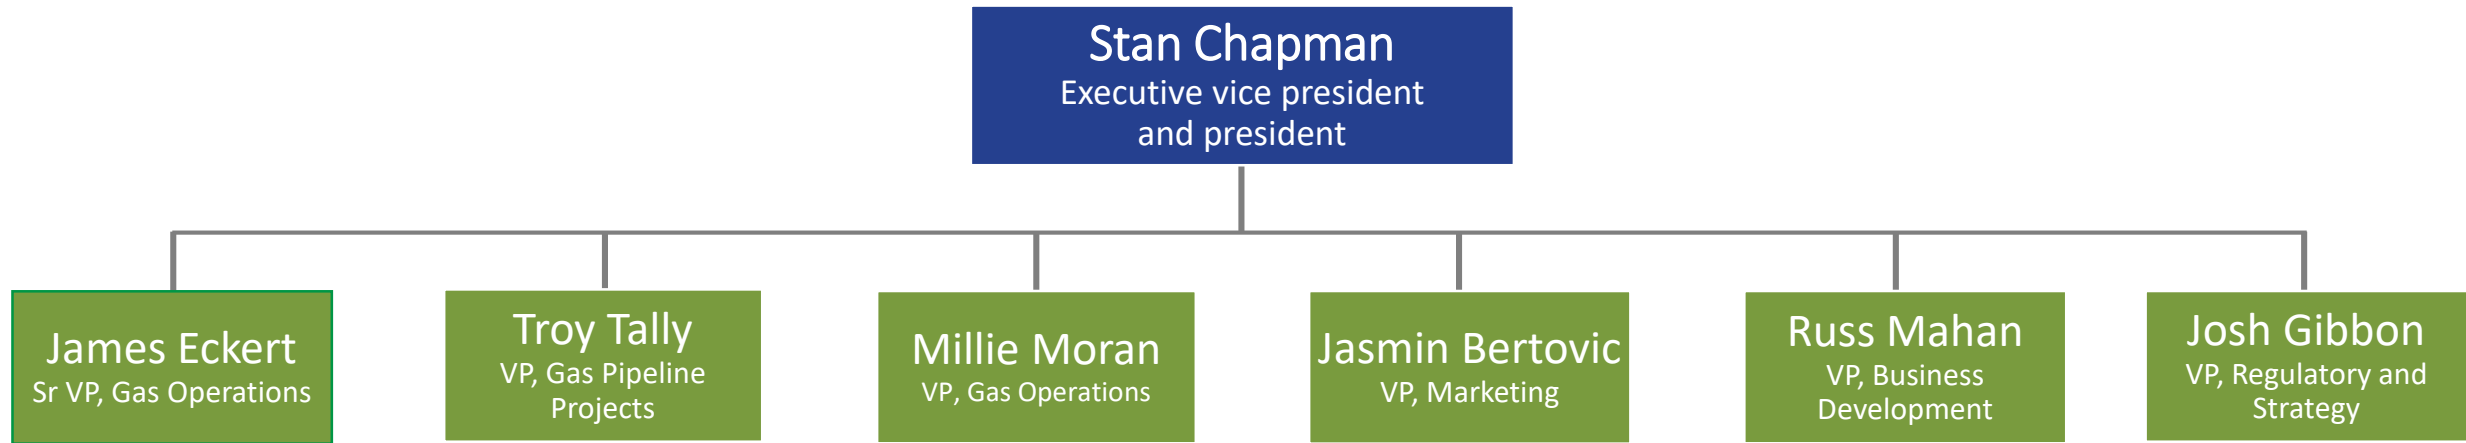 Stan Chapman
Executive vice president
and president
James Eckert
Sr VP, Gas Operations
Troy Tally
VP, Gas Pipeline
Projects
Millie Moran
VP, Gas Operations
Jasmin Bertovic
VP, Marketing
Russ Mahan
VP, Business
Development
Josh Gibbon
VP, Regulatory and
Strategy